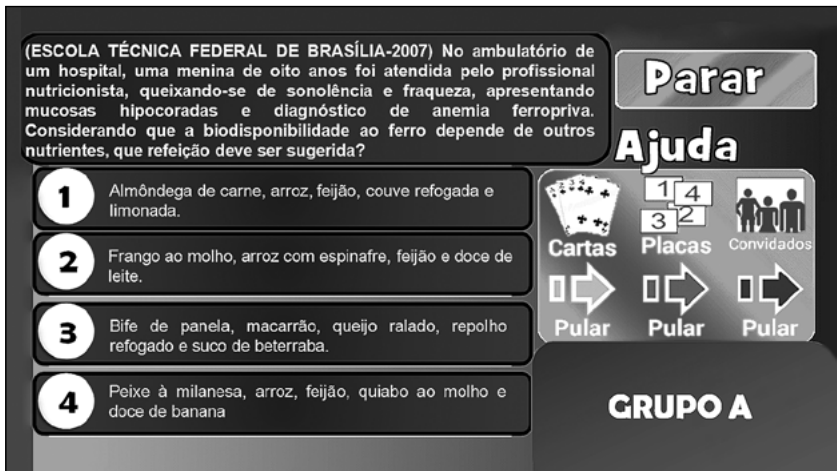 (ESCOLA TÉCNICA FEDERAL DE BRASÍLIA-2007) No ambulatório de
um hospital, uma menina de oito anos foi atendida pelo profissional
nutricionista, queixando-se de sonolência e fraqueza, apresentando
mucosas hipocoradas e diagnóstico de anemia ferropriva.
Considerando que a biodisponibilidade ao ferro depende de outros
nutrientes, que refeição deve ser sugerida?
1
Almôndega de carne, arroz, feijão, couve refogada e
limonada.
2
Frango ao molho, arroz com espinafre, feijão e doce de
leite.
3
Bife de panela, macarrão, queijo ralado, repolho
refogado e suco de beterraba.
4
Peixe à milanesa, arroz, feijão, quiabo ao molho e
doce de banana
Parar
Ajuda
1 4
3 2
Cartas Placas Convidados
Pular Pular Pular
GRUPO A